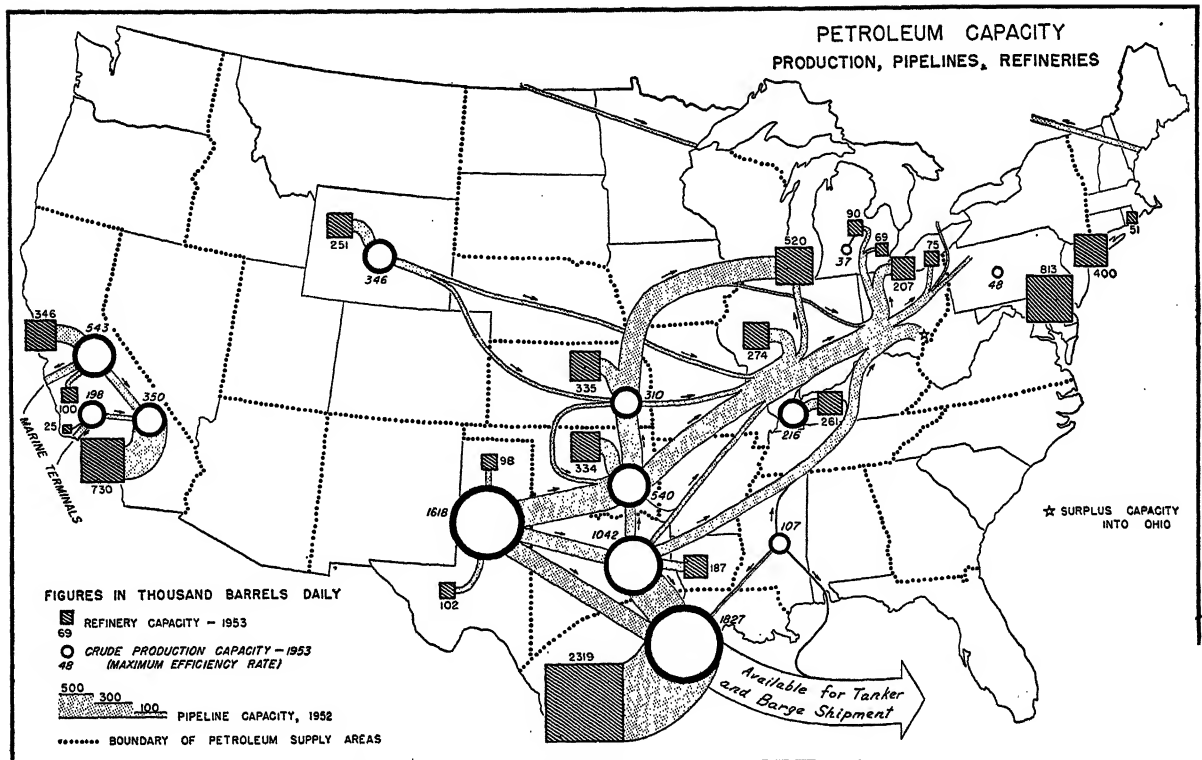 PETROLEUM CAPACITY
PRODUCTION, PIPELINES, REFINERIES
251
346
520
90
37
69
207
75
48
813
400
51
346
543
100
198
25
350
730
MARINE TERMINALS
274
335
310
334
540
216
261
98
1618
102
1042
187
107
1827
2319
☆ SURPLUS CAPACITY
INTO OHIO
Available for Tanker
and Barge Shipment
FIGURES IN THOUSAND BARRELS DAILY
REFINERY CAPACITY – 1953
69
CRUDE PRODUCTION CAPACITY – 1953
48 (MAXIMUM EFFICIENCY RATE)
500
300
100
PIPELINE CAPACITY, 1952
BOUNDARY OF PETROLEUM SUPPLY AREAS